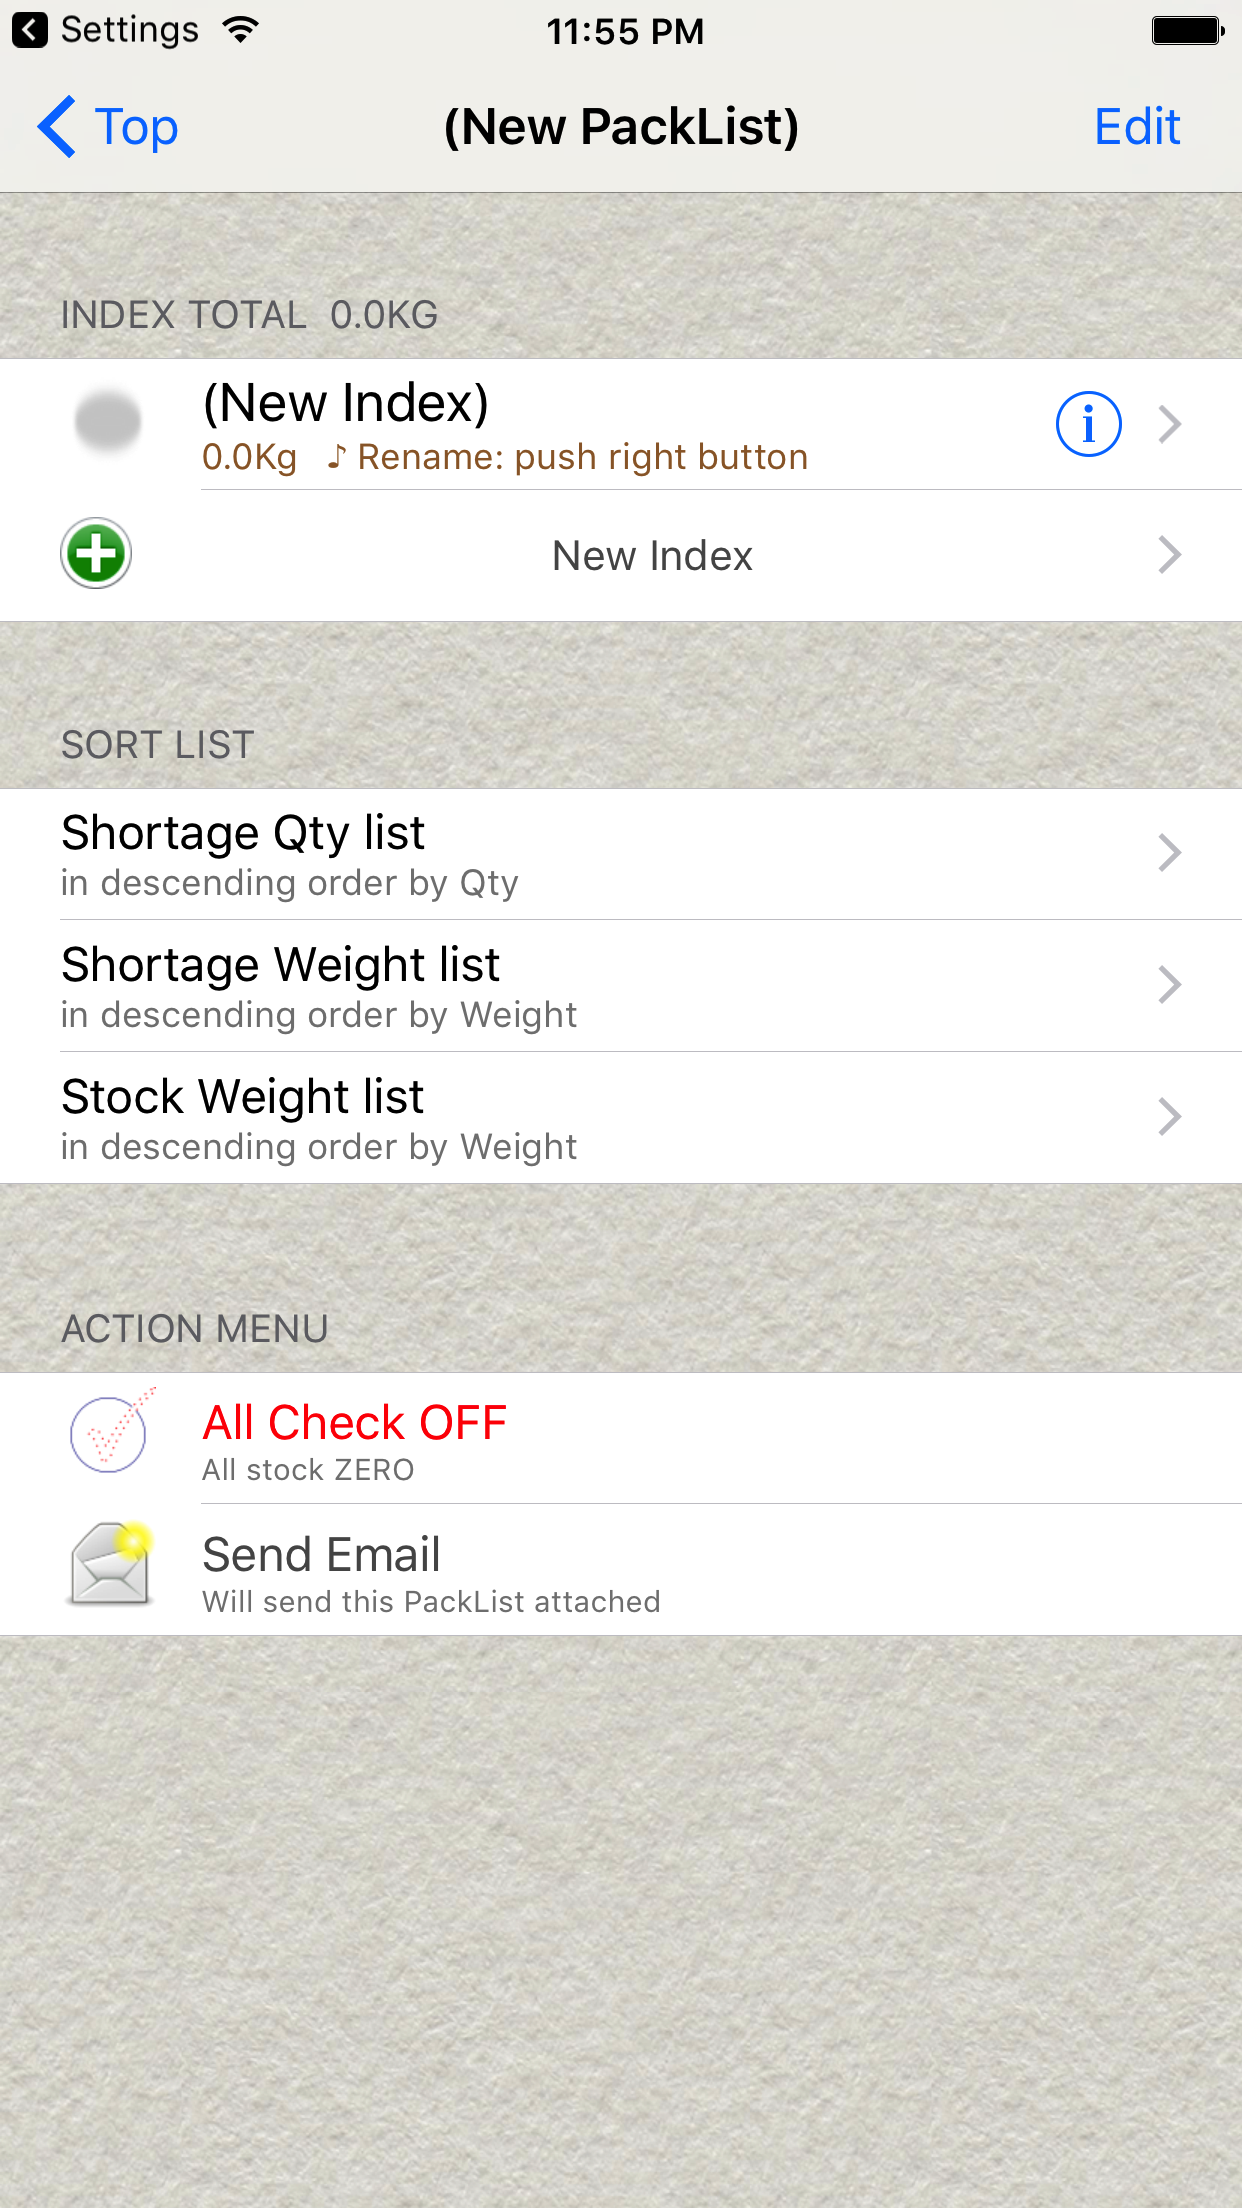 Settings
11:55 PM
Top
(New PackList)
Edit
INDEX TOTAL  0.0KG
(New Index)
0.0Kg  ♪ Rename: push right button
New Index
SORT LIST
Shortage Qty list
in descending order by Qty
Shortage Weight list
in descending order by Weight
Stock Weight list
in descending order by Weight
ACTION MENU
All Check OFF
All stock ZERO
Send Email
Will send this PackList attached